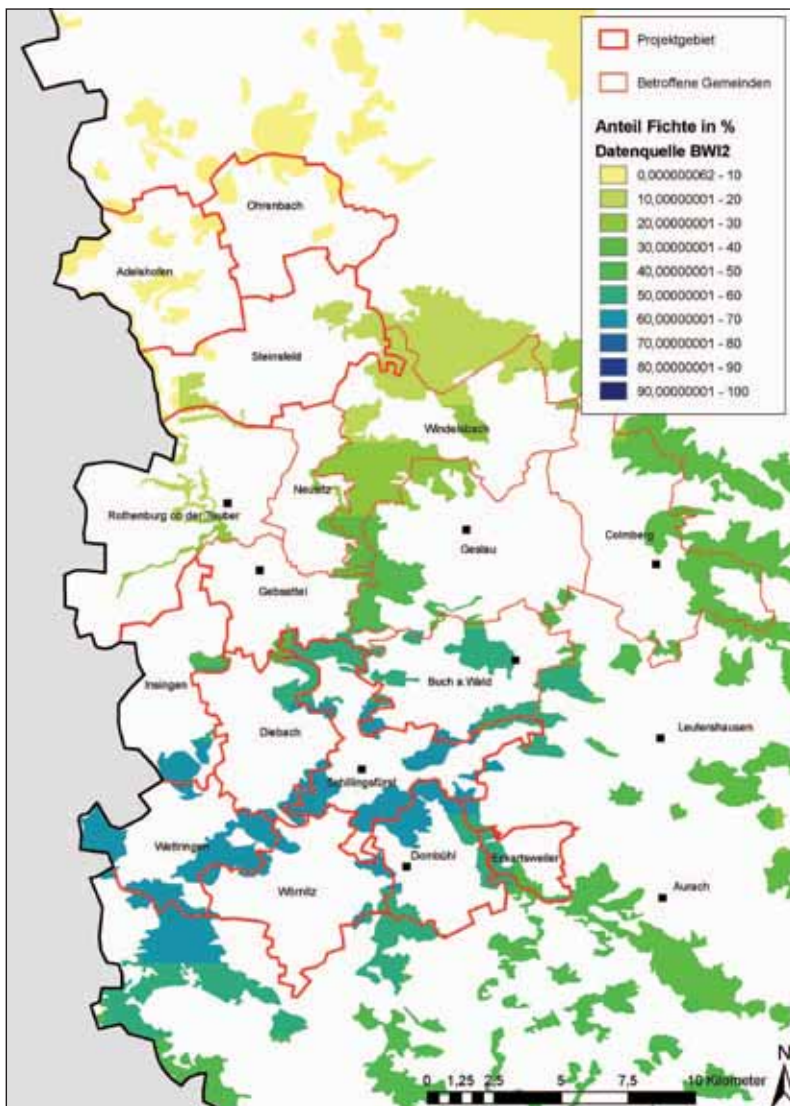 Projektgebiet
Betroffene Gemeinden
Anteil Fichte in %
Datenquelle BWI2
0,000000062 - 10
10,00000001 - 20
20,00000001 - 30
30,00000001 - 40
40,00000001 - 50
50,00000001 - 60
60,00000001 - 70
70,00000001 - 80
80,00000001 - 90
90,00000001 - 100
Ohrenbach
Adelshofen
Steinsfeld
Windelsbach
Neusitz
Rothenburg ob der Tauber
Geslau
Colmberg
Gebsattel
Insingen
Buch a.Wald
Diebach
Leutershausen
Schillingsfürst
Wettringen
Dombühl
Erkartsweiler
Wörnitz
Aurach
N
0 1,25 2,5 5 7,5 10 Kilometer